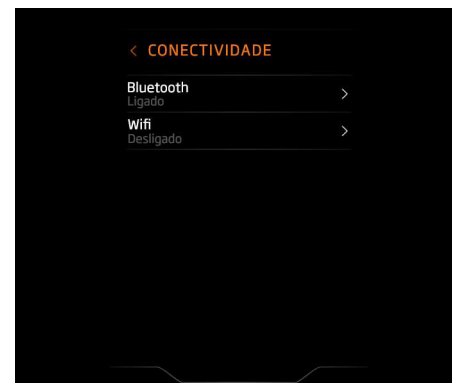 CONECTIVIDADE
Bluetooth
Ligado
Wifi
Desligado